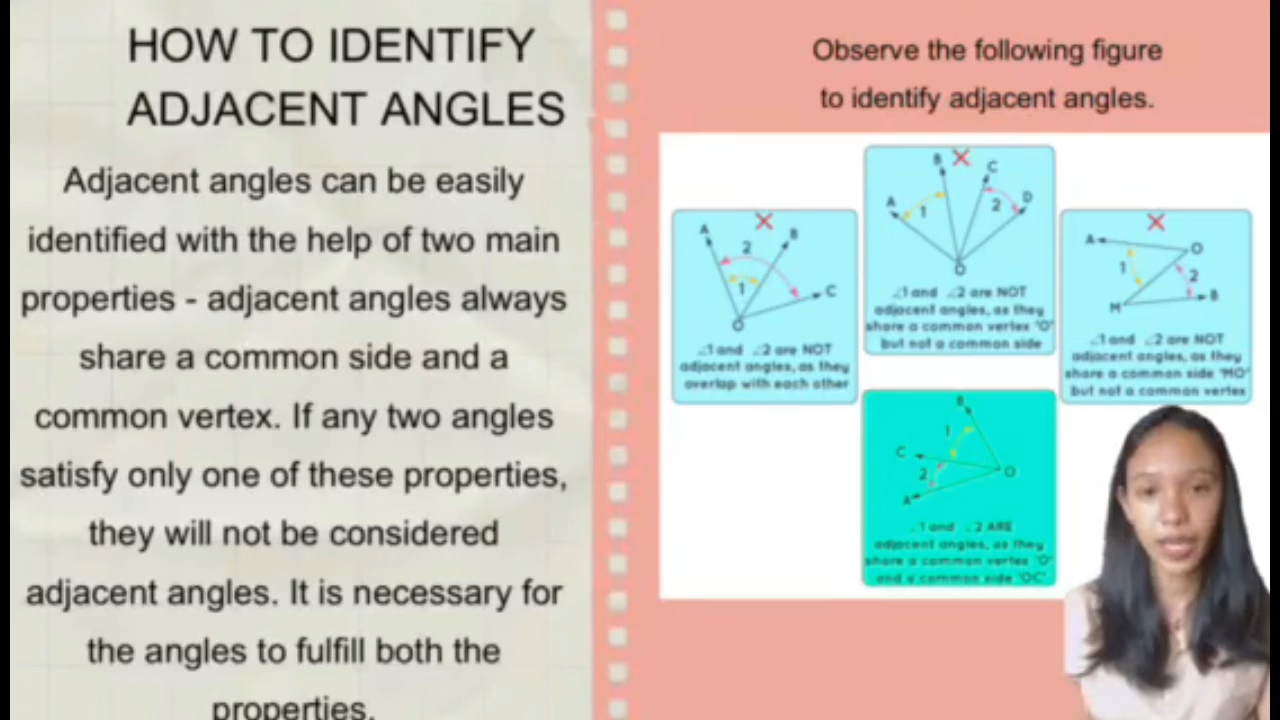 HOW TO IDENTIFY
ADJACENT ANGLES
Adjacent angles can be easily
identified with the help of two main
properties - adjacent angles always
share a common side and a
common vertex. If any two angles
satisfy only one of these properties,
they will not be considered
adjacent angles. It is necessary for
the angles to fulfill both the
properties.
Observe the following figure
to identify adjacent angles.
A
B
2
1
C
O
∠1 and ∠2 are NOT
adjacent angles, as they
overlap with each other
B
C
A
D
1
2
O
∠1 and ∠2 are NOT
adjacent angles, as they
share a common vertex 'O'
but not a common side
A
O
1
2
M
B
∠1 and ∠2 are NOT
adjacent angles, as they
share a common side 'MO'
but not a common vertex
B
1
C
O
2
A
∠1 and ∠2 ARE
adjacent angles, as they
share a common vertex 'O'
and a common side 'OC'